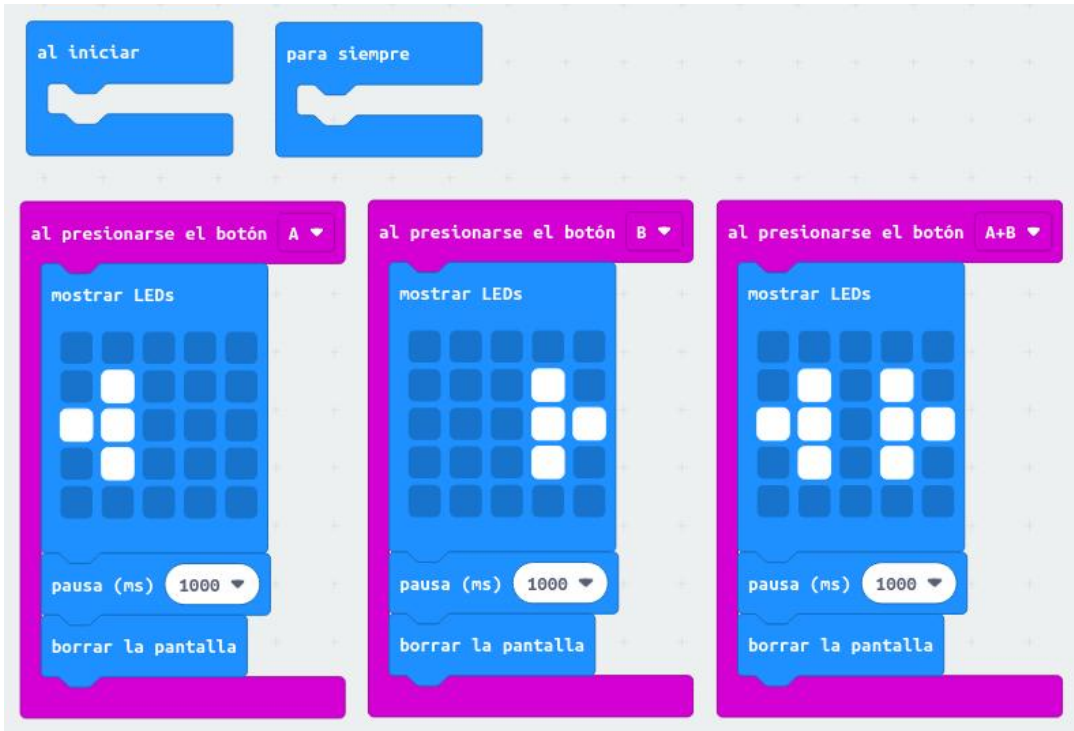 al iniciar
para siempre
al presionarse el botón A
mostrar LEDs
pausa (ms) 1000
borrar la pantalla
al presionarse el botón B
mostrar LEDs
pausa (ms) 1000
borrar la pantalla
al presionarse el botón A+B
mostrar LEDs
pausa (ms) 1000
borrar la pantalla